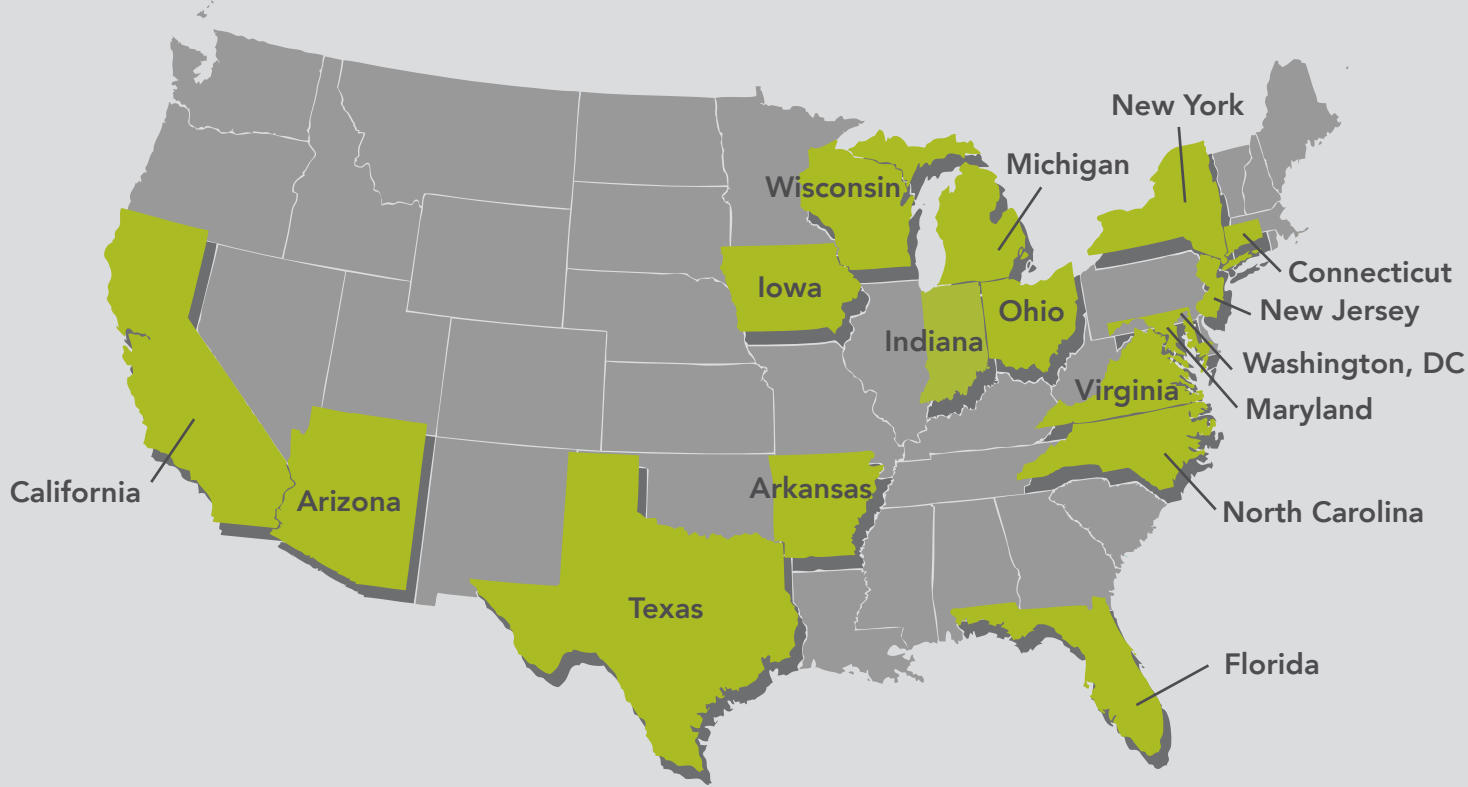 New York
Michigan
Wisconsin
Connecticut
Iowa
New Jersey
Ohio
Indiana
Washington, DC
Virginia
Maryland
California
Arizona
Arkansas
North Carolina
Texas
Florida